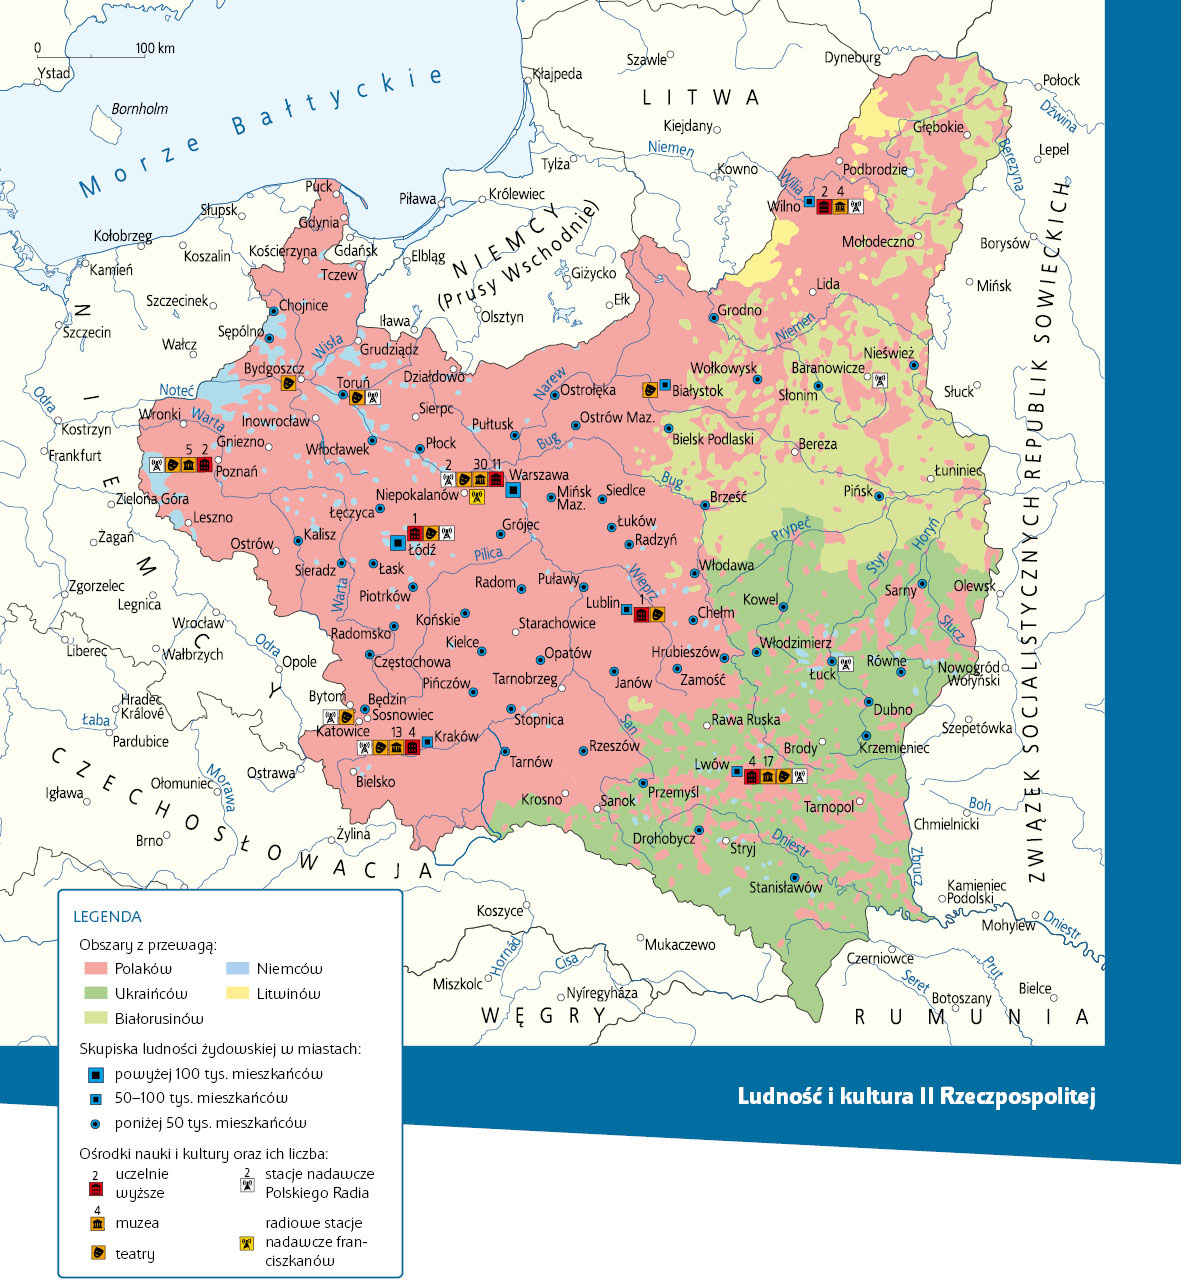 0 100 km
Ystad
Bornholm
Morze Bałtyckie
Kłajpeda
Szawle
Dyneburg
Połock
Dźwina
LITWA
Kiejdany
Głębokie
Berezyna
Lepel
Tylża
Niemen
Kowno
Podbrodzie
Wilia
2 4
Wilno
Puck
Piława
Królewiec
Słupsk
Gdynia
Kołobrzeg
Koszalin
Kościerzyna
Gdańsk
Elbląg
NIEMCY
(Prusy Wschodnie)
Mołodeczno
Borysów
Kamień
Tczew
Giżycko
Lida
Mińsk
Szczecinek
Chojnice
Ełk
Grodno
Szczecin
Sępólno
Iława
Olsztyn
Niemen
Wałcz
Wisła
Grudziądz
Nieśwież
Bydgoszcz
Działdowo
Narew
Wołkowysk
Baranowicze
Toruń
Noteć
Odra
Ostrołęka
Białystok
Słonim
Słuck
Wronki
Warta
Inowrocław
Sierpc
Kostrzyn
Pułtusk
Ostrów Maz.
Gniezno
Włocławek
Płock
Bug
Bielsk Podlaski
Bereza
Frankfurt
5 2
Poznań
2 30 11
Warszawa
Bug
Łuniniec
Niepokalanów
Mińsk
Maz.
Siedlce
Brześć
Pińsk
Zielona Góra
Łęczyca
Leszno
1
Grójec
Łuków
Prypeć
Horyń
Zagań
Kalisz
Łódź
Radzyń
Ostrów
Pilica
Styr
Sieradz
Łask
Włodawa
Zgorzelec
Warta
Piotrków
Radom
Puławy
Wieprz
Sarny
Olewsk
Legnica
Lublin
1
Kowel
Końskie
Chełm
Wrocław
Radomsko
Starachowice
Słucz
Liberec
Wałbrzych
Odra
Kielce
Hrubieszów
Włodzimierz
Opole
Częstochowa
Opatów
Równe
Nowogród
Wołyński
Łuck
Pińczów
Tarnobrzeg
Janów
Zamość
Hradec
Králové
Bytom
Będzin
Dubno
Łaba
Sosnowiec
Stopnica
San
Rawa Ruska
Szepetówka
Katowice
Pardubice
13 4
Kraków
Rzeszów
Brody
Krzemieniec
Tarnów
Lwów
4 17
Ostrawa
Ołomuniec
Morawa
Bielsko
Przemyśl
Igława
Krosno
Sanok
Tarnopol
Boh
Chmielnicki
Brno
Żylina
Drohobycz
Stryj
Dniestr
Zbrucz
CZECHOSŁOWACJA
NIEMCY
ZWIĄZEK SOCJALISTYCZNYCH REPUBLIK SOWIECKICH
Stanisławów
Kamieniec
Podolski
Koszyce
Mohylew
Dniestr
Mukaczewo
Hornád
Cisa
Czerniowce
Prut
Seret
Miszkolc
Nyíregyháza
Bielce
Botoszany
WĘGRY
RUMUNIA
LEGENDA
Obszary z przewagą:
Polaków Niemców
Ukraińców Litwinów
Białorusinów
Skupiska ludności żydowskiej w miastach:
powyżej 100 tys. mieszkańców
50–100 tys. mieszkańców
poniżej 50 tys. mieszkańców
Ośrodki nauki i kultury oraz ich liczba:
2 uczelnie
wyższe
2 stacje nadawcze
Polskiego Radia
4
muzea
radiowe stacje
nadawcze fran-
ciszkanów
teatry
Ludność i kultura II Rzeczpospolitej